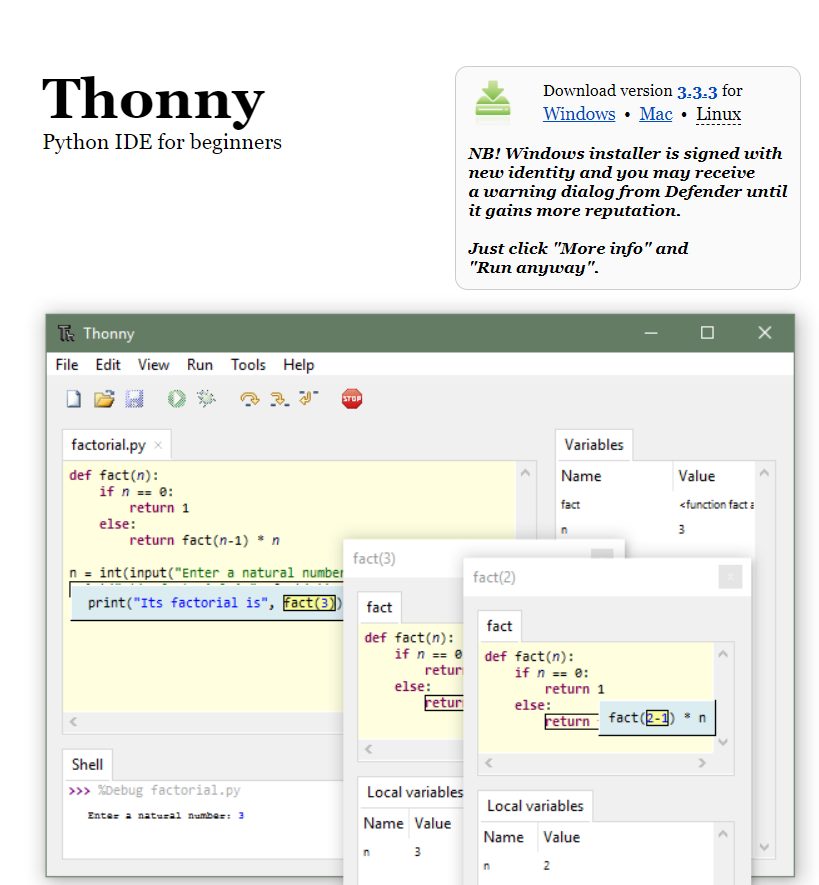 Thonny
Python IDE for beginners
Download version 3.3.3 for
Windows • Mac • Linux
NB! Windows installer is signed with
new identity and you may receive
a warning dialog from Defender until
it gains more reputation.
Just click "More info" and
"Run anyway".
Thonny
File Edit View Run Tools Help
STOP
factorial.py
def fact(n):
if n == 0:
return 1
else:
return fact(n-1) * n
n = int(input("Enter a natural number
print("Its factorial is", fact(3))
Shell
>>> %Debug factorial.py
Enter a natural number: 3
Variables
Name Value
fact <function fact a
n 3
fact(3)
fact
def fact(n):
if n == 0
retur
else:
return
Local variables
Name Value
n 3
fact(2)
fact
def fact(n):
if n == 0:
return 1
else:
return fact(2-1) * n
Local variables
Name Value
n 2